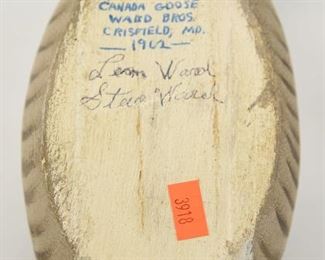 CANADA GOOSE
WARD BROS.
CRISFIELD, MD.
— 1962 —
Lem Ward
Steve Ward
3918